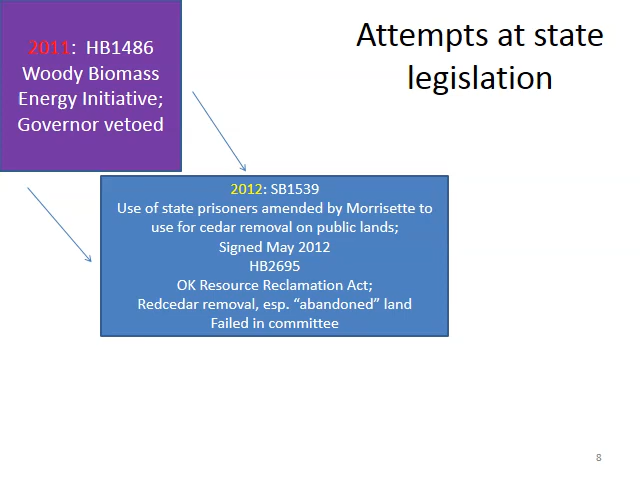 Attempts at state
legislation
2011:  HB1486
Woody Biomass
Energy Initiative;
Governor vetoed
2012: SB1539
Use of state prisoners amended by Morrisette to
use for cedar removal on public lands;
Signed May 2012
HB2695
OK Resource Reclamation Act;
Redcedar removal, esp. “abandoned” land
Failed in committee
8